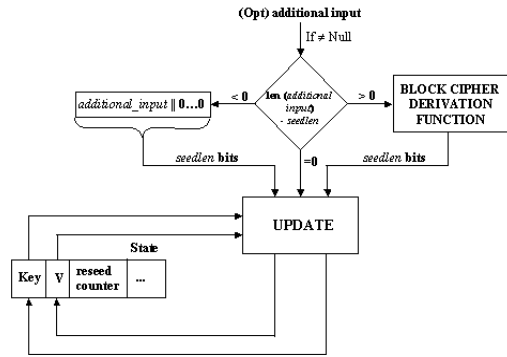 (Opt) additional input
If ≠ Null
< 0
len (additional
input)
- seedlen
> 0
=0
additional_input || 0...0
BLOCK CIPHER
DERIVATION
FUNCTION
seedlen bits
seedlen bits
UPDATE
State
Key
V
reseed
counter
...